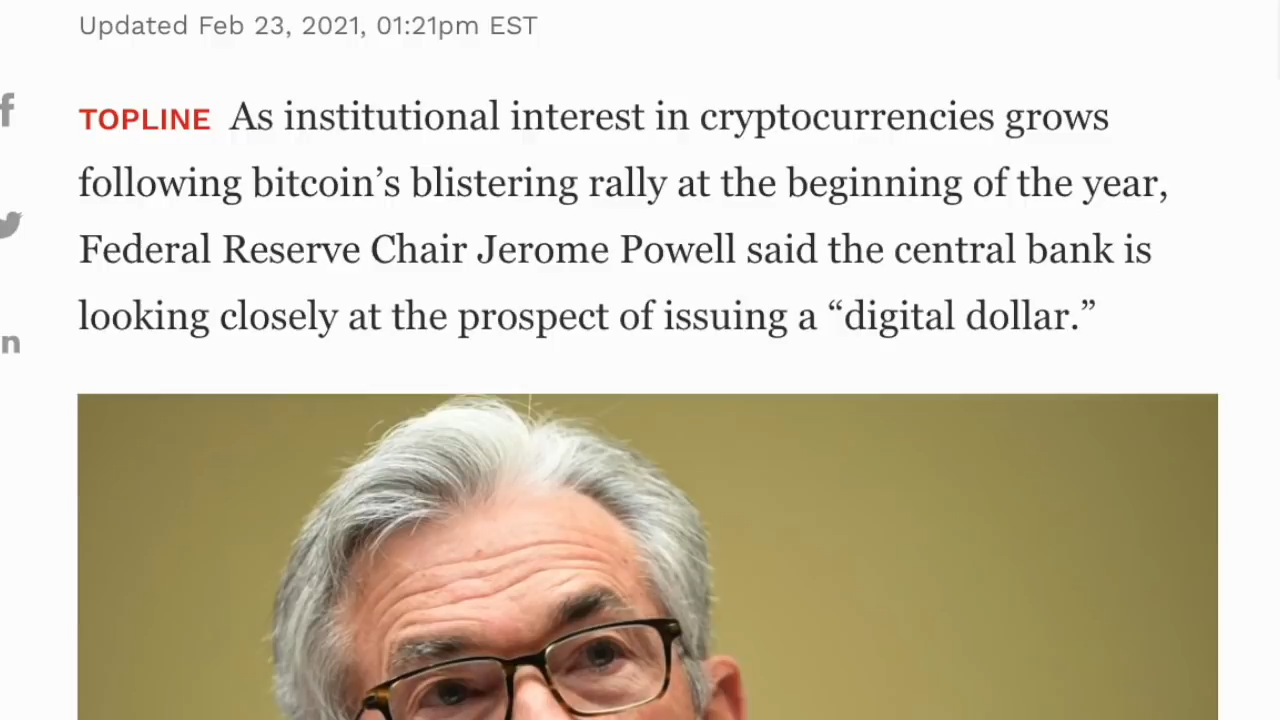 Updated Feb 23, 2021, 01:21pm EST
TOPLINE As institutional interest in cryptocurrencies grows
following bitcoin’s blistering rally at the beginning of the year,
Federal Reserve Chair Jerome Powell said the central bank is
looking closely at the prospect of issuing a “digital dollar.”